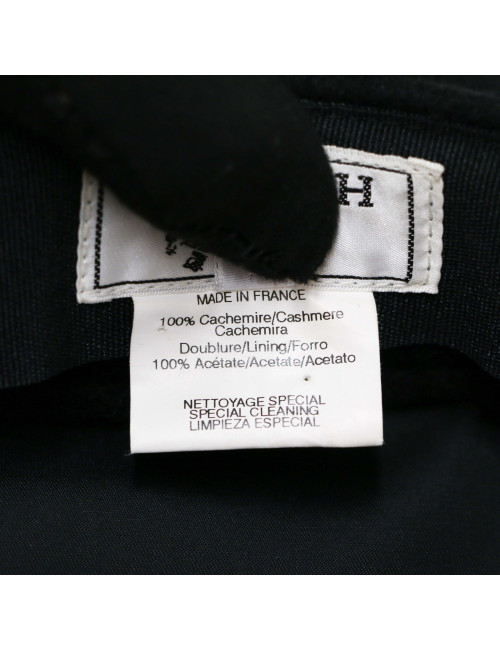 H
MADE IN FRANCE
100% Cachemire/Cashmere
Cachemira
Doublure/Lining/Forro
100% Acétate/Acetate/Acetato
NETTOYAGE SPECIAL
SPECIAL CLEANING
LIMPIEZA ESPECIAL